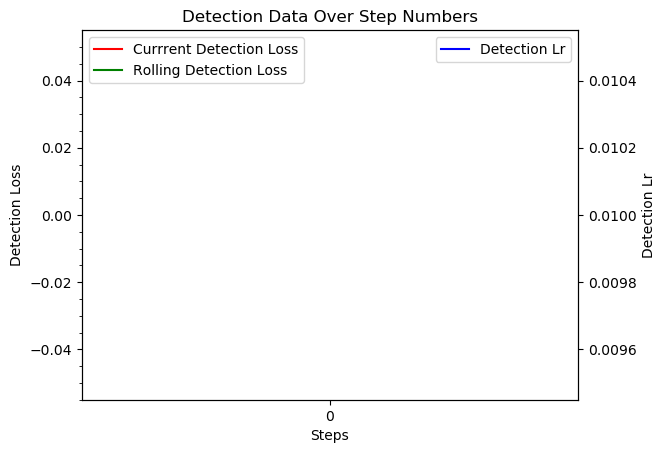 Detection Data Over Step Numbers
Currrent Detection Loss
Rolling Detection Loss
Detection Lr
0.04
0.02
0.00
−0.02
−0.04
Detection Loss
0.0104
0.0102
0.0100
0.0098
0.0096
Detection Lr
0
Steps